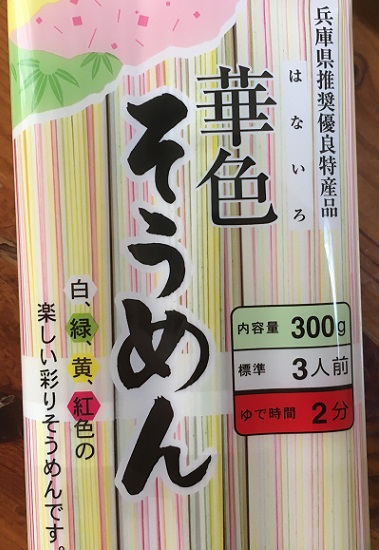 兵庫県推奨優良特産品
はないろ
華色
そうめん
内容量 300g
標準 3人前
ゆで時間 2分
白、緑、黄、紅色の
楽しい彩りそうめんです。